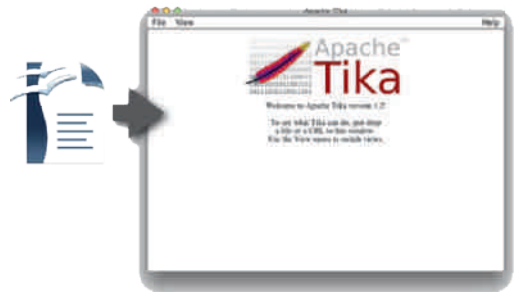 Apache Tika
File View Help
Apache™
Tika
Welcome to Apache Tika version 1.2!
To see what Tika can do, just drop
a file or a URL to this window.
Use the View menu to switch views.